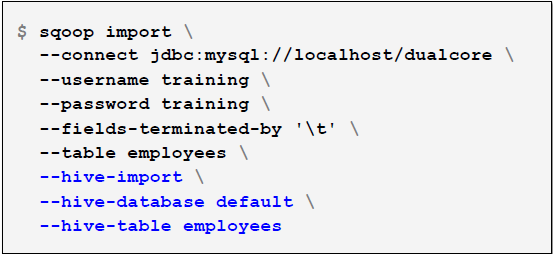 $ sqoop import \
--connect jdbc:mysql://localhost/dualcore \
--username training \
--password training \
--fields-terminated-by '\t' \
--table employees \
--hive-import \
--hive-database default \
--hive-table employees